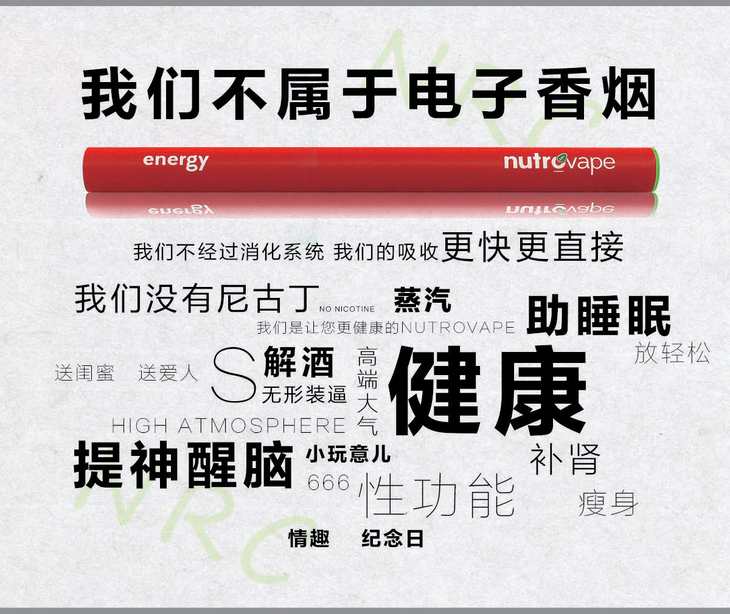 我们不属于电子香烟
energy nutrovape
我们不经过消化系统 我们的吸收更快更直接
我们没有尼古丁 NO NICOTINE 蒸汽
助睡眠
我们是让您更健康的NUTROVAPE
放轻松
送闺蜜 送爱人 S 解酒
高端大气
健康
无形装逼
HIGH ATMOSPHERE
提神醒脑 小玩意儿
补肾
666 性功能
瘦身
情趣 纪念日
NRC
NRC